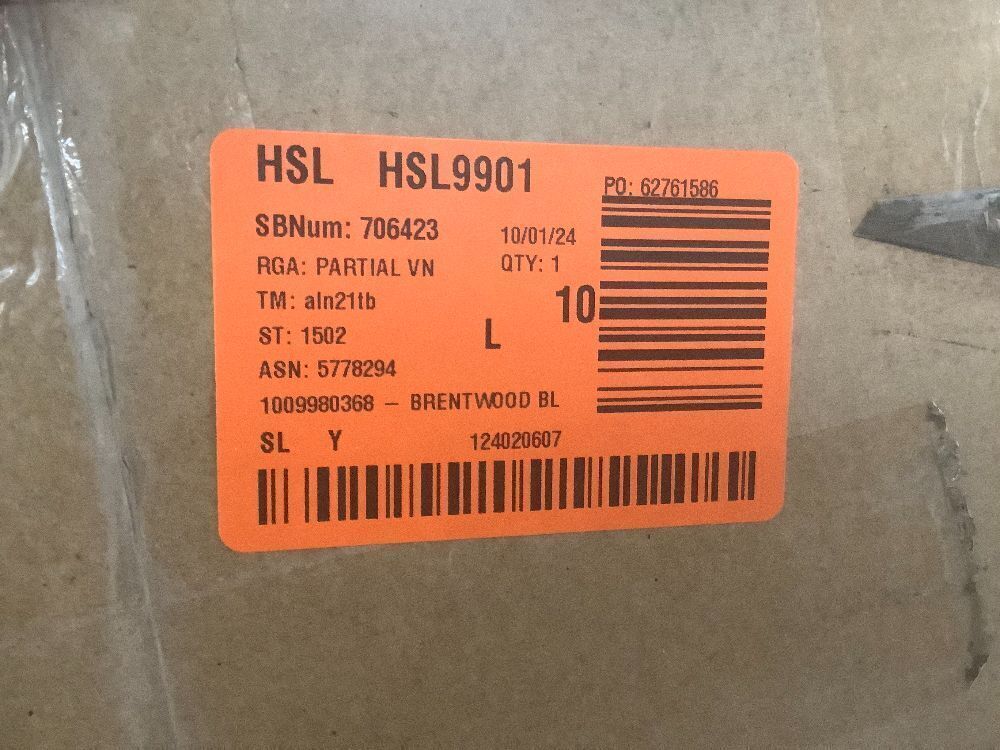 HSL HSL9901
PO: 62761586
SBNum: 706423
10/01/24
RGA: PARTIAL VN
QTY: 1
TM: aln21tb
10
ST: 1502
L
ASN: 5778294
1009980368 – BRENTWOOD BL
SL Y 124020607